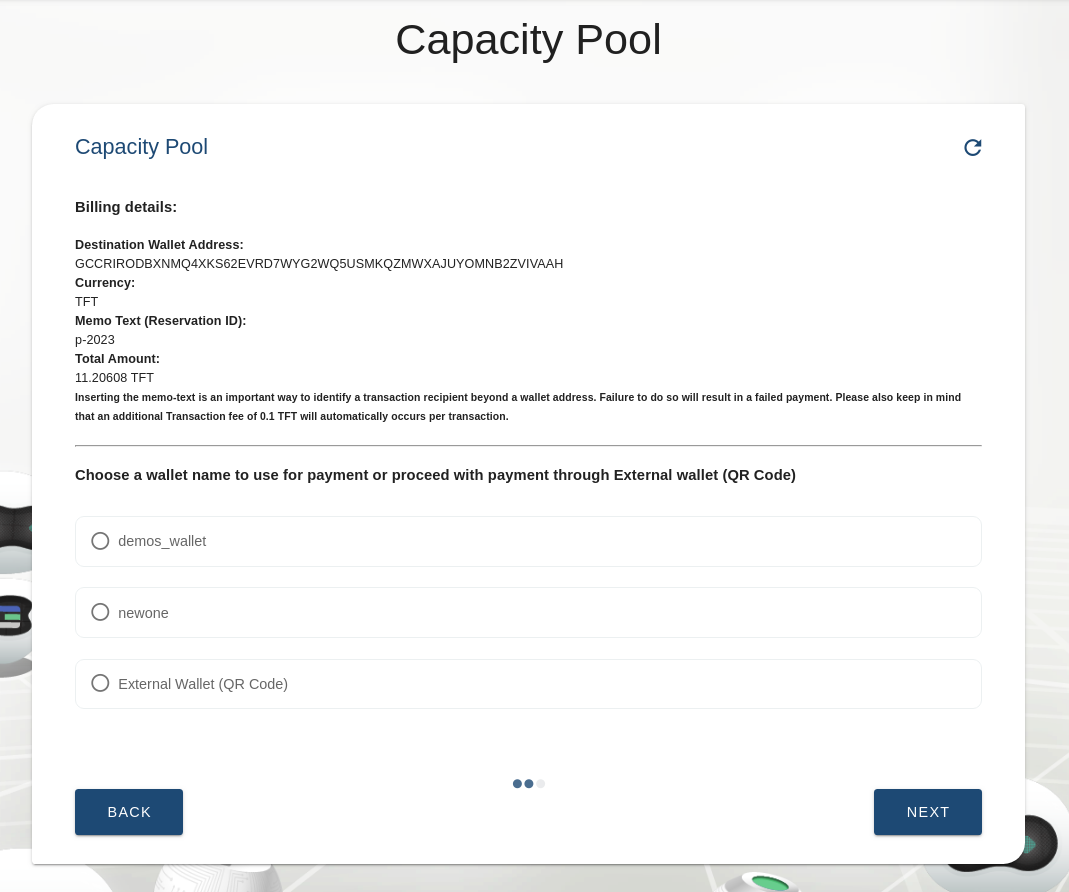 Capacity Pool
Capacity Pool
Billing details:
Destination Wallet Address:
GCCRIRODBXNMQ4XKS62EVRD7WYG2WQ5USMKQZMWXAJUYOMNB2ZVIVAAH
Currency:
TFT
Memo Text (Reservation ID):
p-2023
Total Amount:
11.20608 TFT
Inserting the memo-text is an important way to identify a transaction recipient beyond a wallet address. Failure to do so will result in a failed payment. Please also keep in mind
that an additional Transaction fee of 0.1 TFT will automatically occurs per transaction.
Choose a wallet name to use for payment or proceed with payment through External wallet (QR Code)
demos_wallet
newone
External Wallet (QR Code)
BACK
NEXT